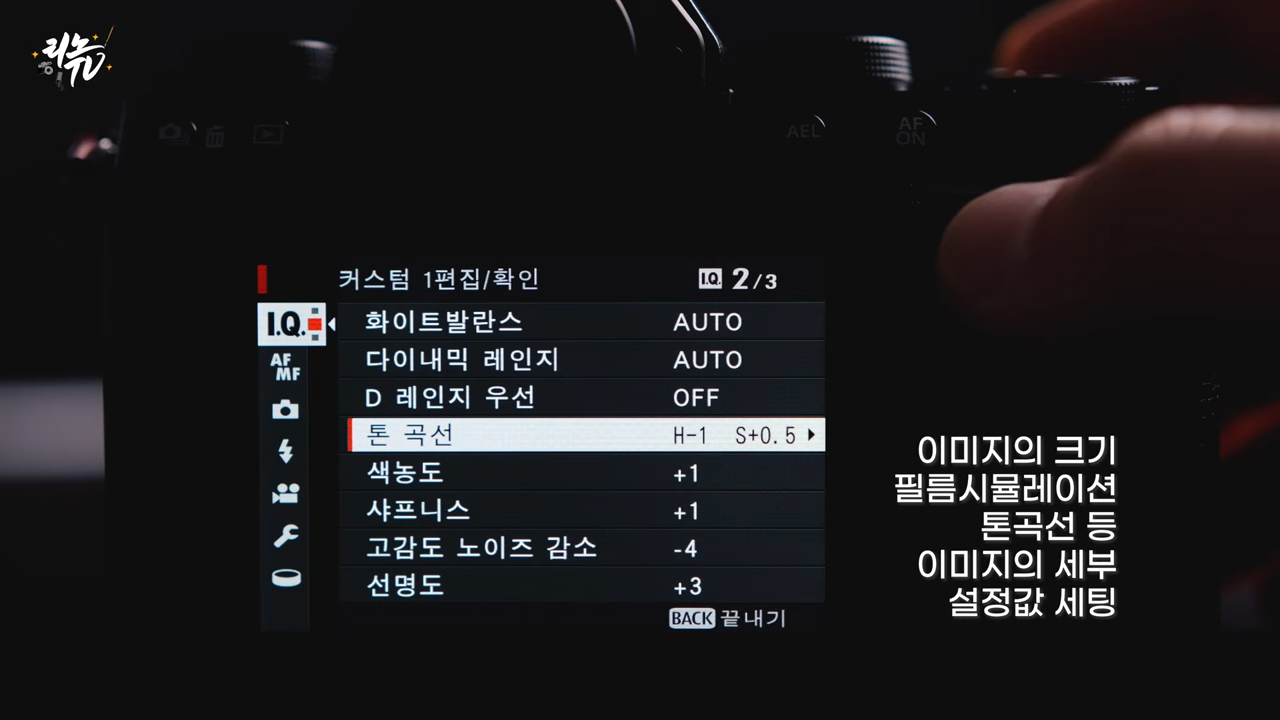 리뉴
AEL
AF
ON
커스텀 1편집/확인 I.Q. 2/3
I.Q.
AF
MF
화이트발란스 AUTO
다이내믹 레인지 AUTO
D 레인지 우선 OFF
톤 곡선 H-1 S+0.5
색농도 +1
샤프니스 +1
고감도 노이즈 감소 -4
선명도 +3
BACK 끝내기
이미지의 크기
필름시뮬레이션
톤곡선 등
이미지의 세부
설정값 세팅